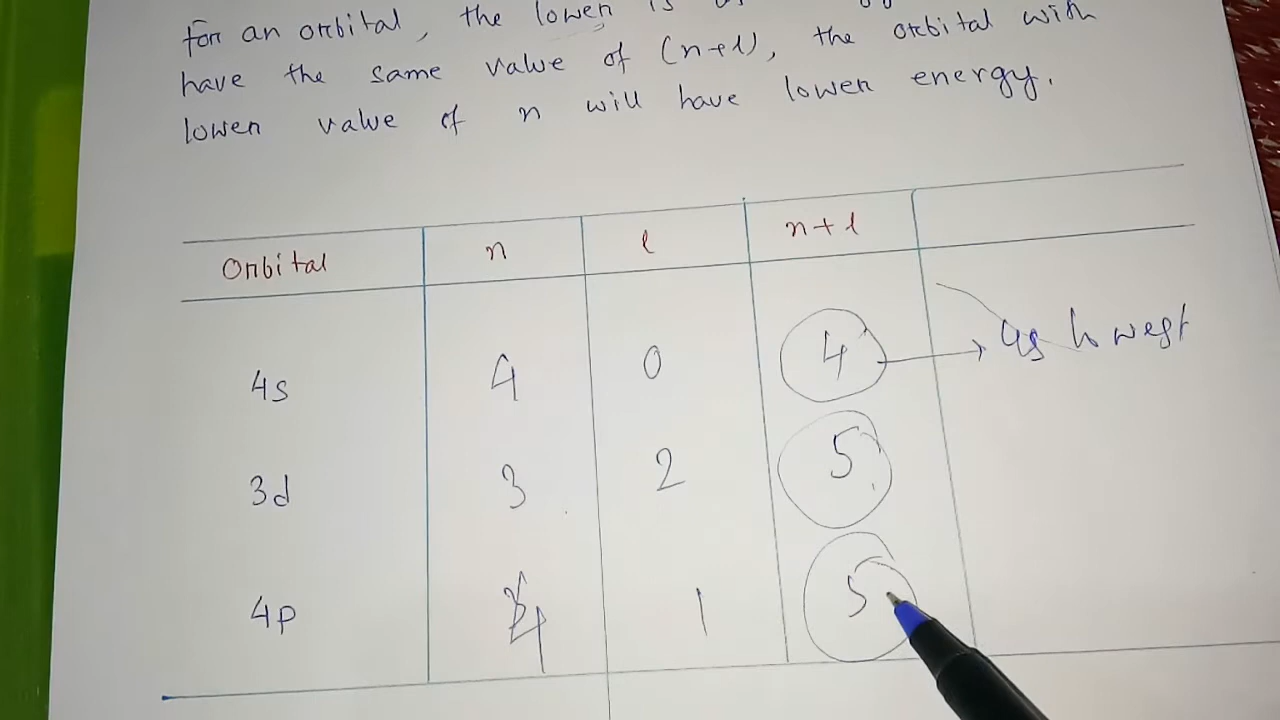 for an orbital, the lower is
have the same value of (n+l), the orbital with
lower value of n will have lower energy.
Orbital n l n+l
4s 4 0 4 → 4s lowest
3d 3 2 5
4p 4 1 5